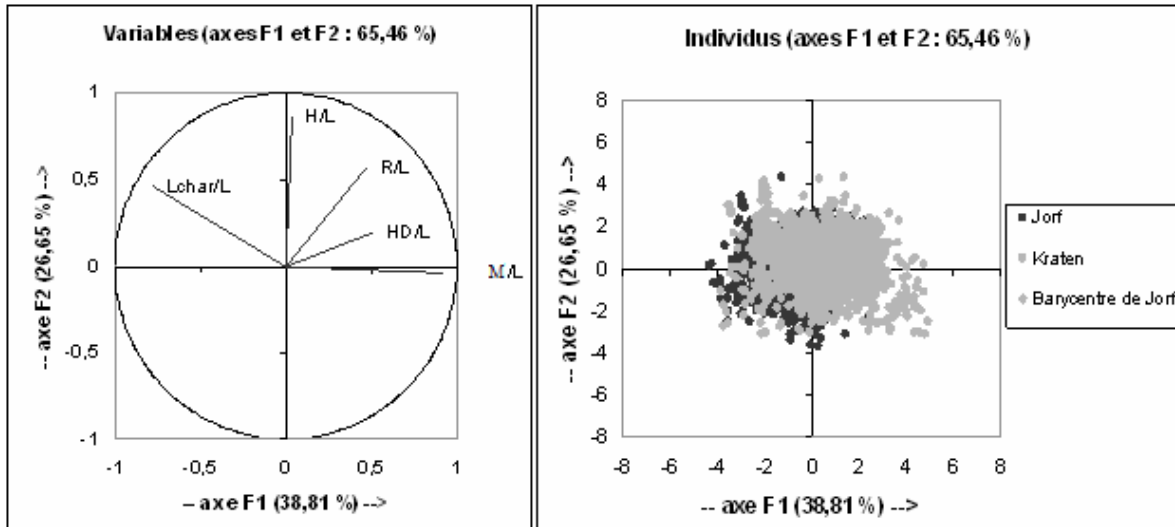 Variables (axes F1 et F2 : 65,46 %)
1
0,5
0
-0,5
-1
-- axe F2 (26,65 %) -->
H/L
R/L
Lchar/L
HD/L
M/L
-1
-0,5
0
0,5
1
-- axe F1 (38,81 %) -->
Individus (axes F1 et F2 : 65,46 %)
8
6
4
2
0
-2
-4
-6
-8
-- axe F2 (26,65 %) -->
-8
-6
-4
-2
0
2
4
6
8
-- axe F1 (38,81 %) -->
Jorf
Kraten
Barycentre de Jorf